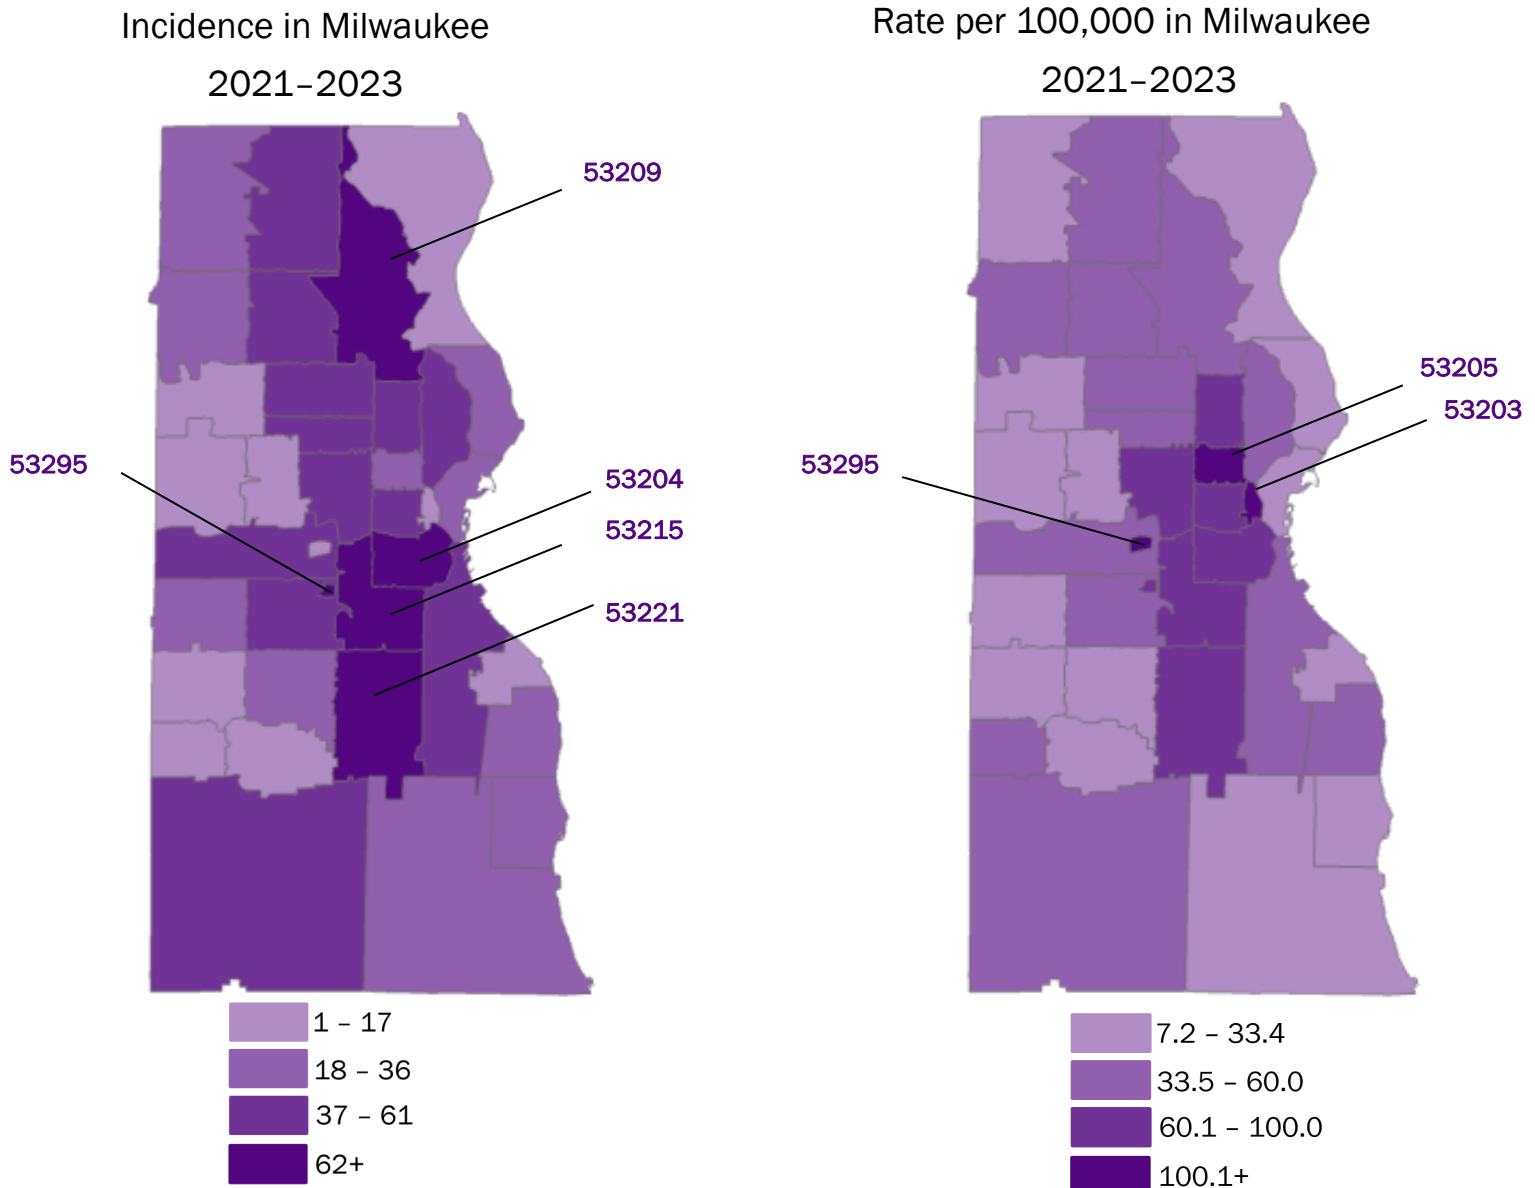 Incidence in Milwaukee
2021–2023
53209
53295
53204
53215
53221
1 – 17
18 – 36
37 – 61
62+
Rate per 100,000 in Milwaukee
2021–2023
53205
53203
53295
7.2 – 33.4
33.5 – 60.0
60.1 – 100.0
100.1+